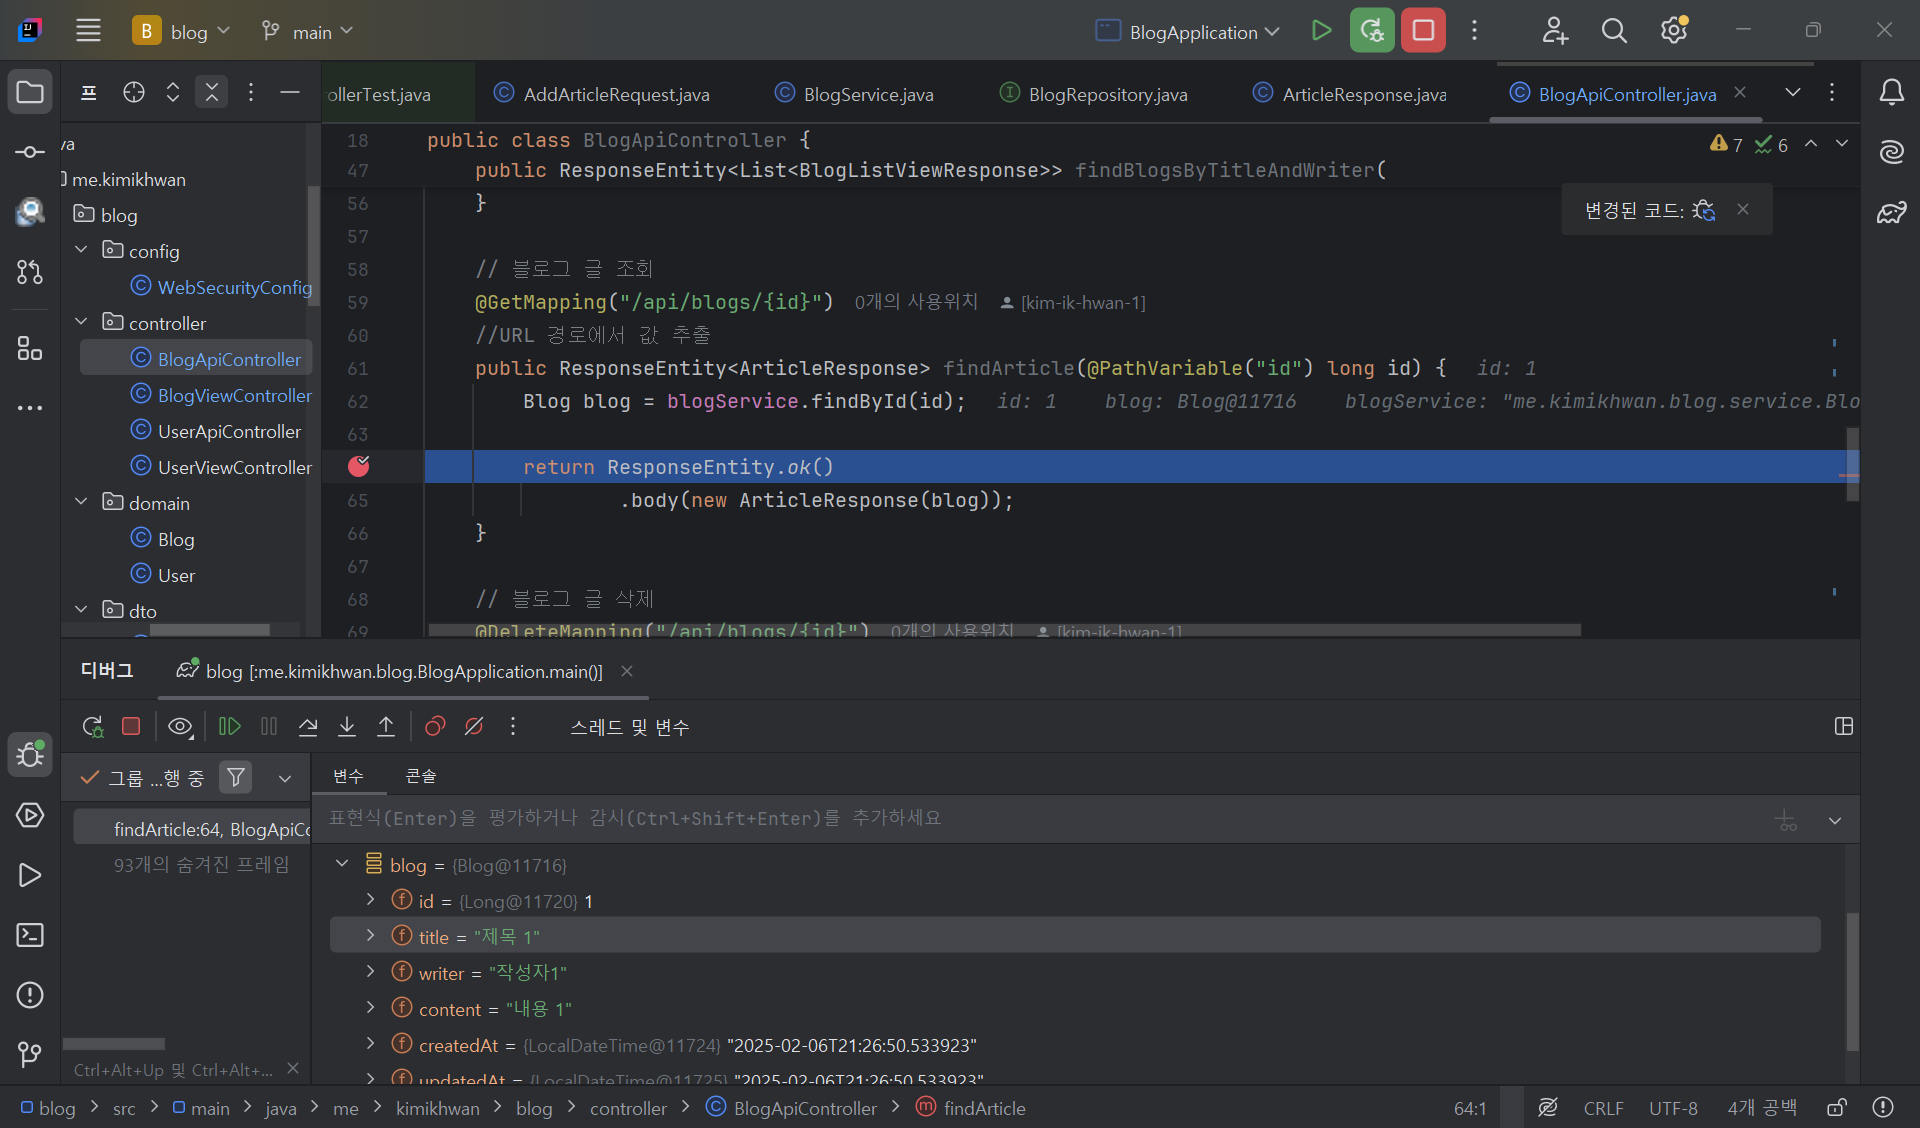 B blog main BlogApplication
프 ollerTest.java AddArticleRequest.java BlogService.java BlogRepository.java ArticleResponse.java BlogApiController.java
va
me.kimikhwan
blog
config
WebSecurityConfig
controller
BlogApiController
BlogViewController
UserApiController
UserViewController
domain
Blog
User
dto
18 public class BlogApiController {
7 6
47 public ResponseEntity<List<BlogListViewResponse>> findBlogsByTitleAndWriter(
변경된 코드:
56 }
57
58 // 블로그 글 조회
59 @GetMapping("/api/blogs/{id}") 0개의 사용위치 [kim-ik-hwan-1]
60 //URL 경로에서 값 추출
61 public ResponseEntity<ArticleResponse> findArticle(@PathVariable("id") long id) { id: 1
62 Blog blog = blogService.findById(id); id: 1 blog: Blog@11716 blogService: "me.kimikhwan.blog.service.Blo
63
return ResponseEntity.ok()
65 .body(new ArticleResponse(blog));
66 }
67
68 // 블로그 글 삭제
69 @DeleteMapping("/api/blogs/{id}") 0개의 사용위치 [kim-ik-hwan-1]
디버그 blog [:me.kimikhwan.blog.BlogApplication.main()]
스레드 및 변수
그룹 ...행 중
findArticle:64, BlogApiCo
93개의 숨겨진 프레임
Ctrl+Alt+Up 및 Ctrl+Alt+...
변수 콘솔
표현식(Enter)을 평가하거나 감시(Ctrl+Shift+Enter)를 추가하세요
blog = {Blog@11716}
id = {Long@11720} 1
title = "제목 1"
writer = "작성자1"
content = "내용 1"
createdAt = {LocalDateTime@11724} "2025-02-06T21:26:50.533923"
updatedAt = {LocalDateTime@11725} "2025-02-06T21:26:50.533923"
blog > src > main > java > me > kimikhwan > blog > controller > BlogApiController > findArticle
64:1 CRLF UTF-8 4개 공백